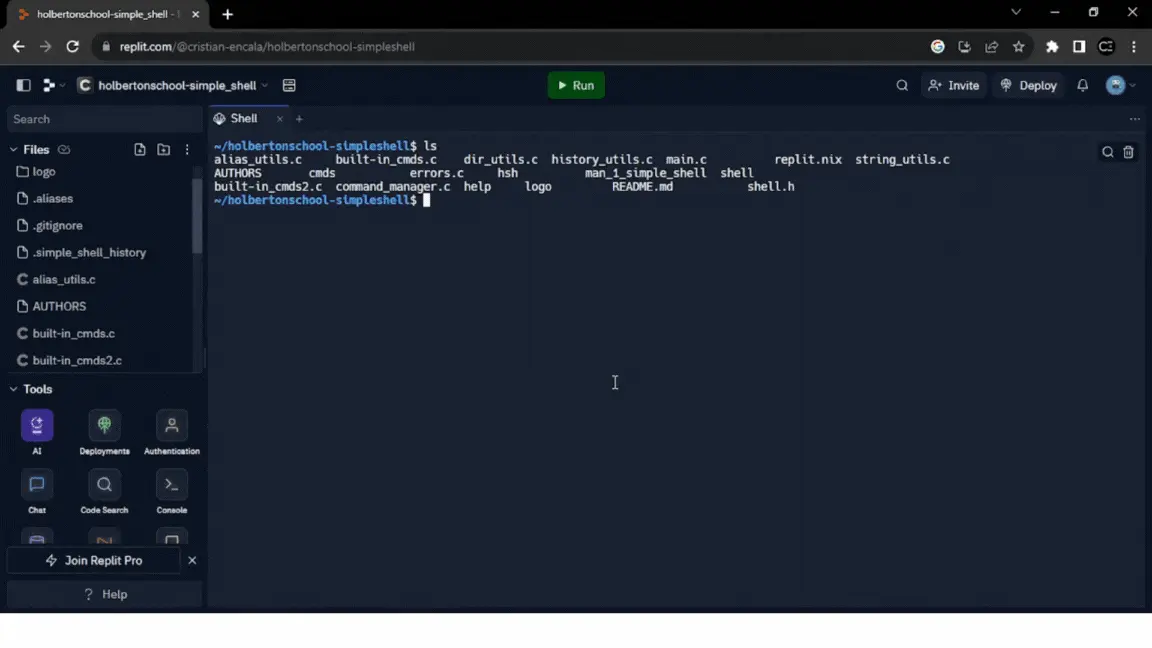 holbertonschool-simple_shell -
replit.com/@cristian-encala/holbertonschool-simpleshell
holbertonschool-simple_shell
Run
Invite
Deploy
Search
Shell
Files
logo
.aliases
.gitignore
.simple_shell_history
alias_utils.c
AUTHORS
built-in_cmds.c
built-in_cmds2.c
Tools
AI
Deployments
Authentication
Chat
Code Search
Console
Join Replit Pro
? Help
~/holbertonschool-simpleshell$ ls
alias_utils.c built-in_cmds.c dir_utils.c history_utils.c main.c replit.nix string_utils.c
AUTHORS cmds errors.c hsh man_1_simple_shell shell
built-in_cmds2.c command_manager.c help logo README.md shell.h
~/holbertonschool-simpleshell$